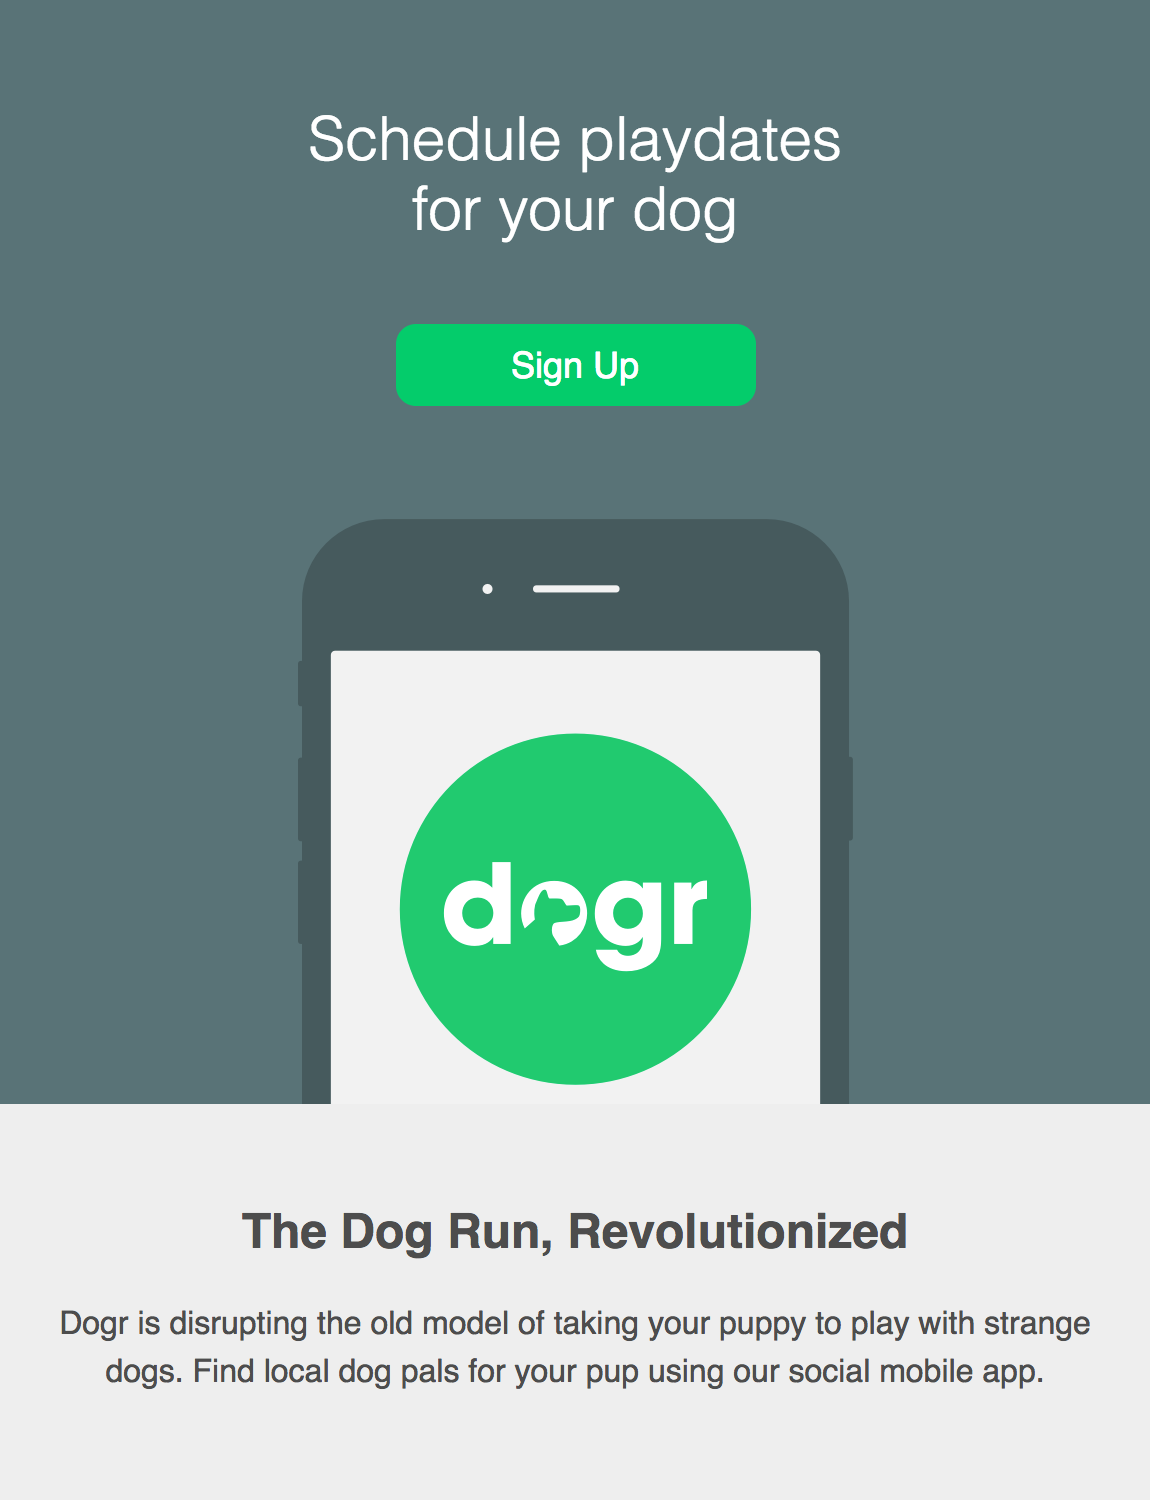 Schedule playdates
for your dog
Sign Up
dogr
The Dog Run, Revolutionized
Dogr is disrupting the old model of taking your puppy to play with strange
dogs. Find local dog pals for your pup using our social mobile app.